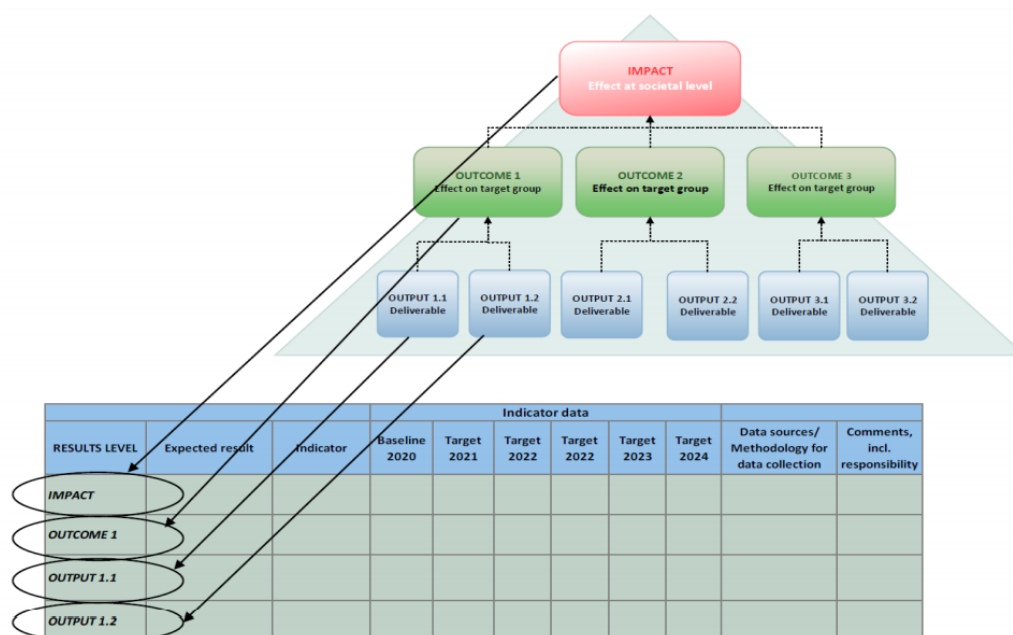 IMPACT
Effect at societal level
OUTCOME 1
Effect on target group
OUTCOME 2
Effect on target group
OUTCOME 3
Effect on target group
OUTPUT 1.1
Deliverable
OUTPUT 1.2
Deliverable
OUTPUT 2.1
Deliverable
OUTPUT 2.2
Deliverable
OUTPUT 3.1
Deliverable
OUTPUT 3.2
Deliverable
Indicator data
RESULTS LEVEL
Expected result
Indicator
Baseline
2020
Target
2021
Target
2022
Target
2022
Target
2023
Target
2024
Data sources/
Methodology for
data collection
Comments,
incl.
responsibility
IMPACT
OUTCOME 1
OUTPUT 1.1
OUTPUT 1.2